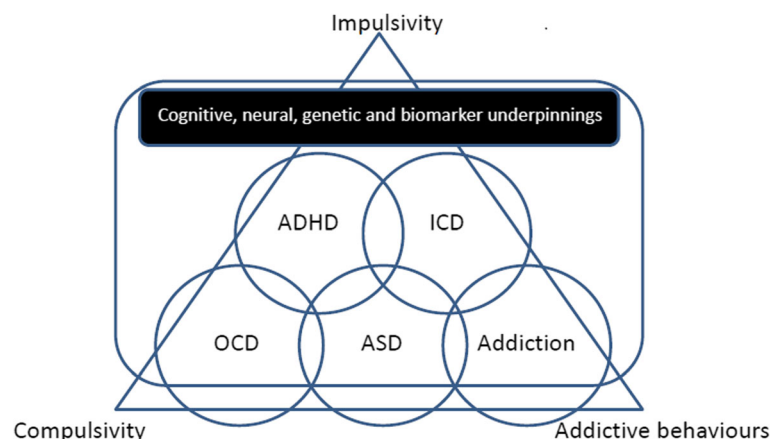 Impulsivity
Cognitive, neural, genetic and biomarker underpinnings
ADHD
ICD
OCD
ASD
Addiction
Compulsivity
Addictive behaviours